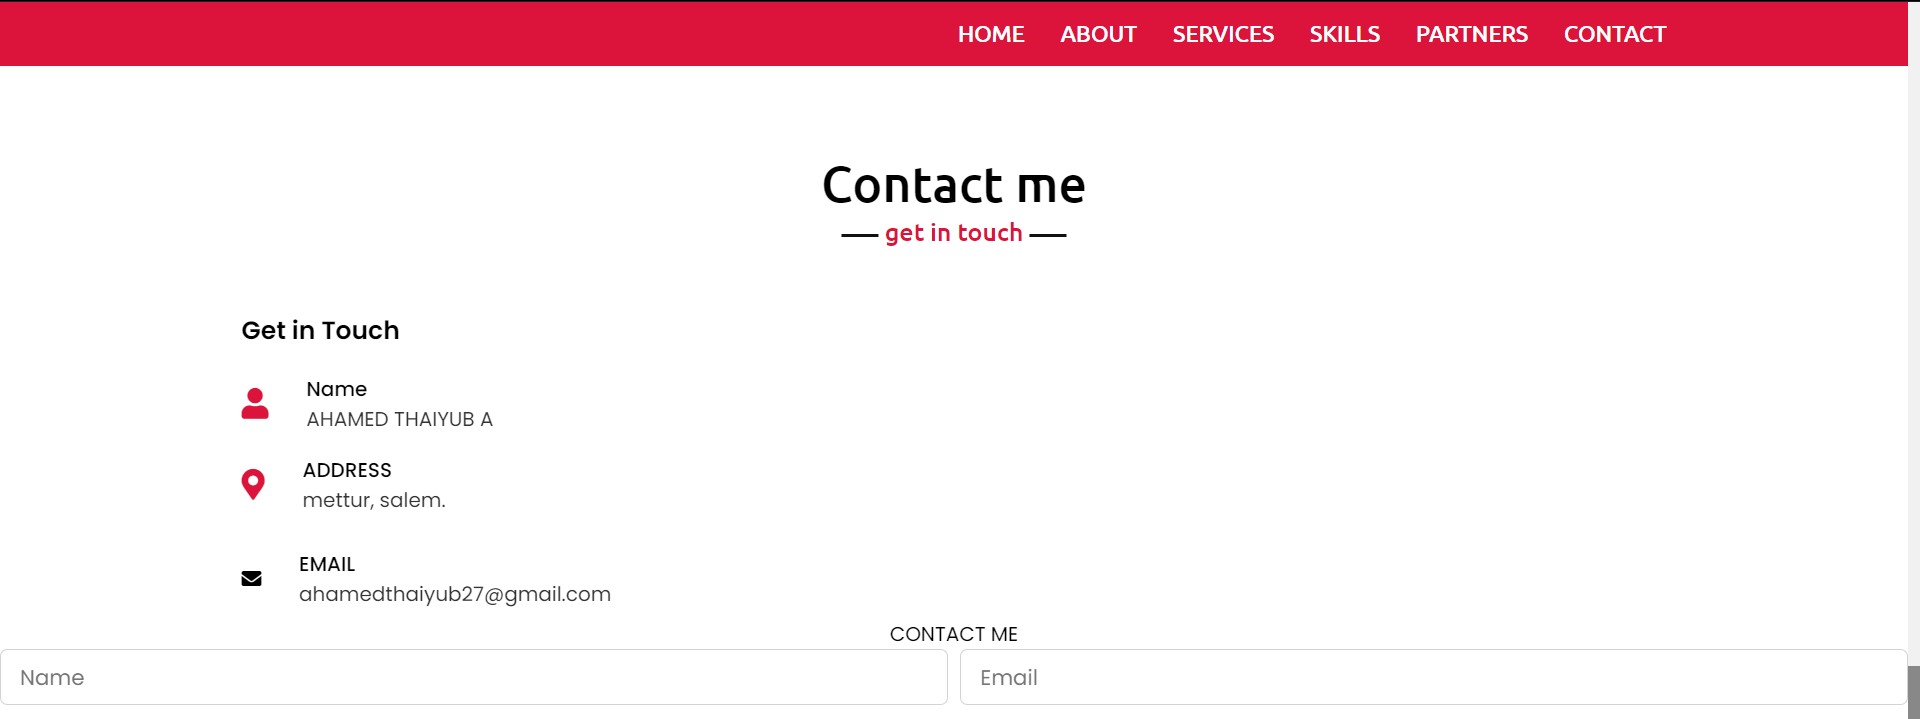 HOME ABOUT SERVICES SKILLS PARTNERS CONTACT
Contact me
get in touch
Get in Touch
Name
AHAMED THAIYUB A
ADDRESS
mettur, salem.
EMAIL
ahamedthaiyub27@gmail.com
CONTACT ME
Name Email